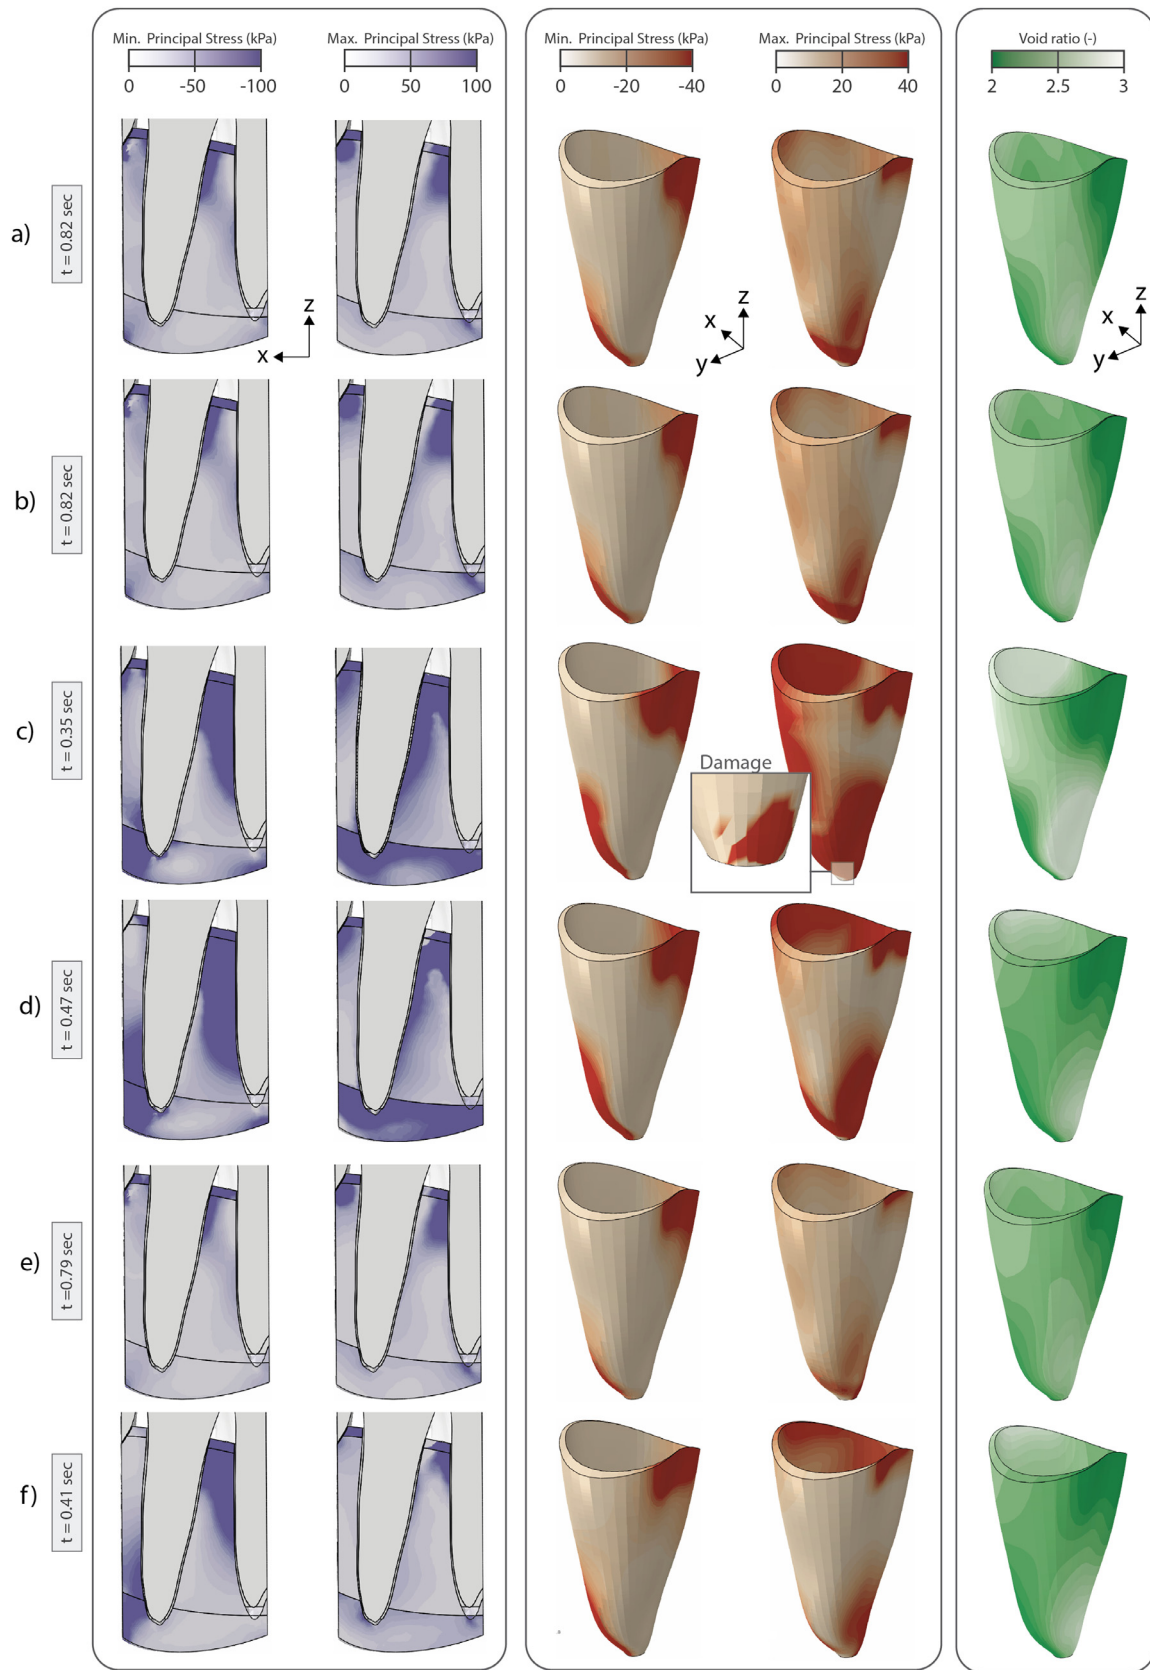 Min. Principal Stress (kPa)
0 -50 -100
Max. Principal Stress (kPa)
0 50 100
Min. Principal Stress (kPa)
0 -20 -40
Max. Principal Stress (kPa)
0 20 40
Void ratio (-)
2 2.5 3
a)
t = 0.82 sec
z
x
z
x
y
z
x
y
b)
t = 0.82 sec
c)
t = 0.35 sec
Damage
d)
t = 0.47 sec
e)
t =0.79 sec
f)
t = 0.41 sec